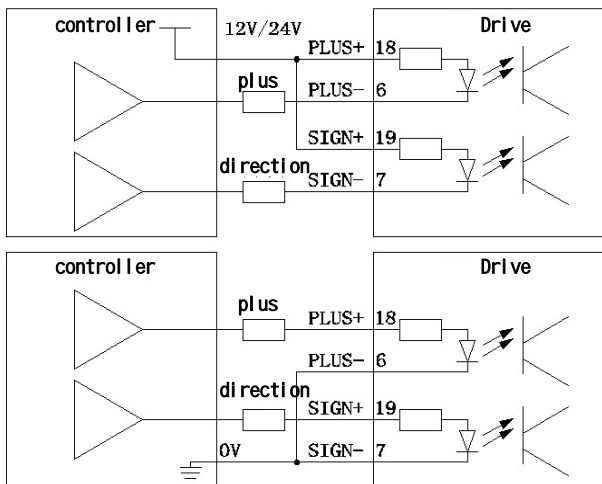 controller 12V/24V Drive
PLUS+ 18
plus PLUS- 6
SIGN+ 19
direction SIGN- 7
controller Drive
plus PLUS+ 18
PLUS- 6
direction SIGN+ 19
0V SIGN- 7